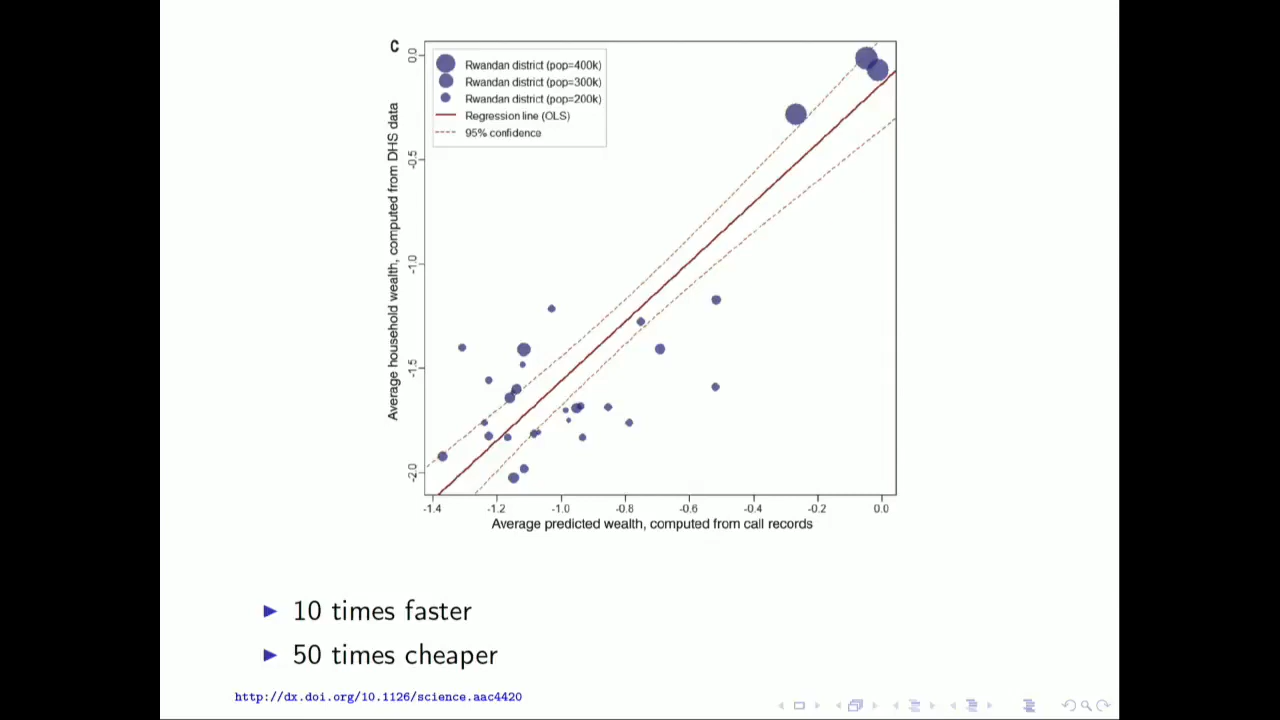 C
Rwandan district (pop=400k)
Rwandan district (pop=300k)
Rwandan district (pop=200k)
Regression line (OLS)
95% confidence
Average household wealth, computed from DHS data
0.0
-0.5
-1.0
-1.5
-2.0
-1.4 -1.2 -1.0 -0.8 -0.6 -0.4 -0.2 0.0
Average predicted wealth, computed from call records
10 times faster
50 times cheaper
http://dx.doi.org/10.1126/science.aac4420